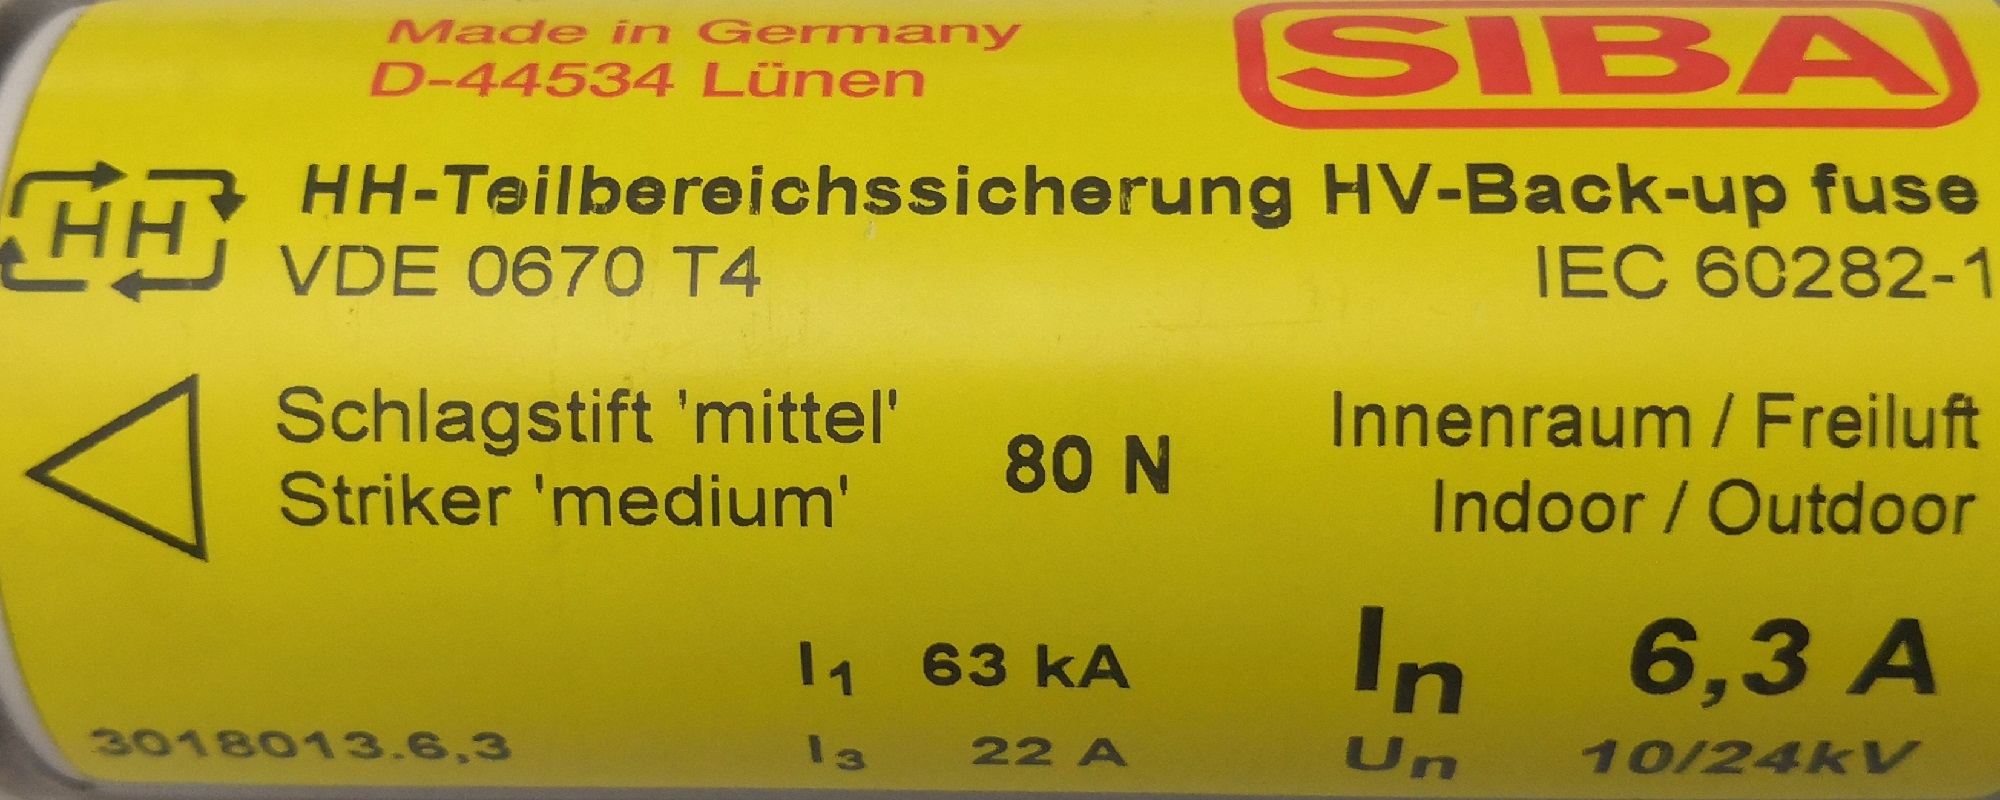 Made in Germany
D-44534 Lünen
SIBA
HH
HH-Teilbereichssicherung HV-Back-up fuse
VDE 0670 T4 IEC 60282-1
Schlagstift 'mittel'
Striker 'medium'
80 N
Innenraum / Freiluft
Indoor / Outdoor
I1 63 kA In 6,3 A
3018013.6,3 I3 22 A Un 10/24kV